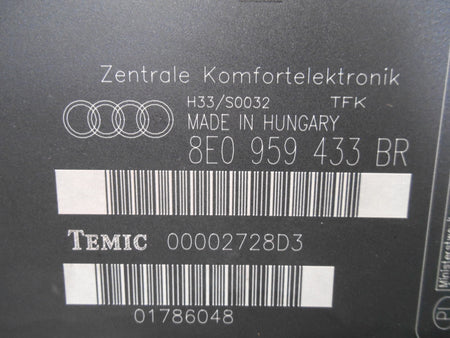 Zentrale Komfortelektronik
H33/S0032 TFK
MADE IN HUNGARY
8E0 959 433 BR
TEMIC 00002728D3
01786048